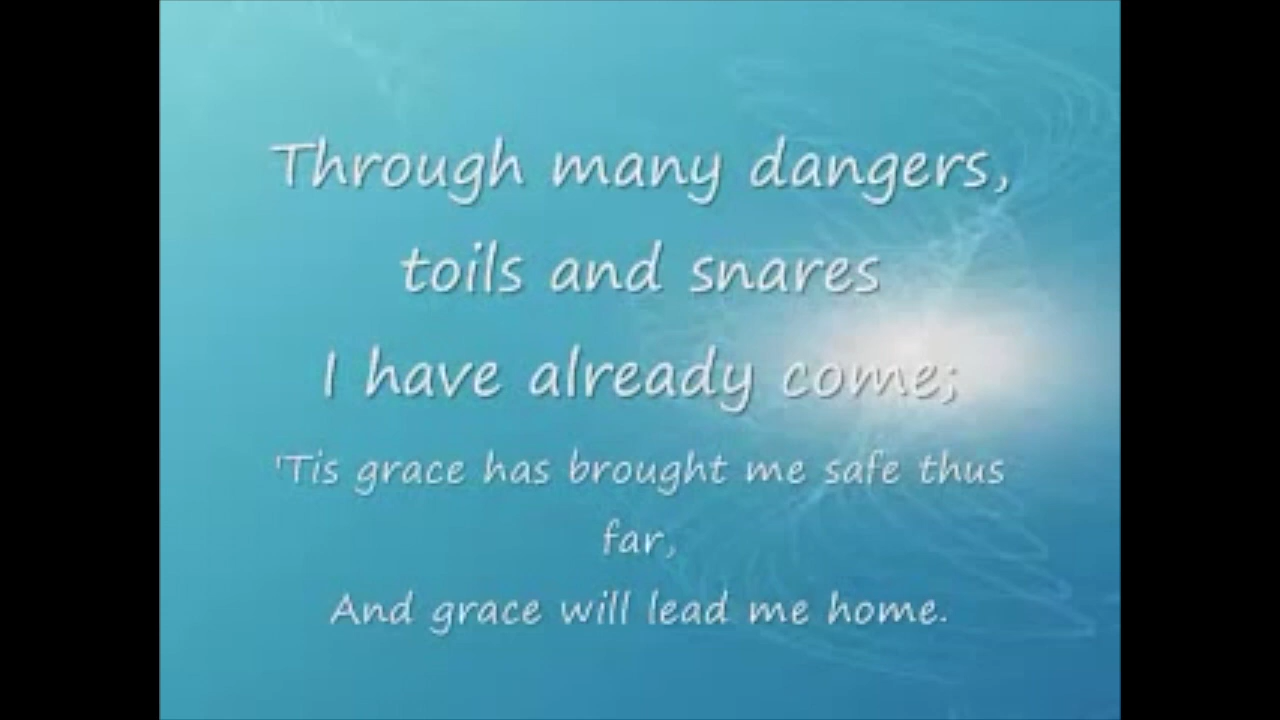 Through many dangers,
toils and snares
I have already come;
'Tis grace has brought me safe thus
far,
And grace will lead me home.